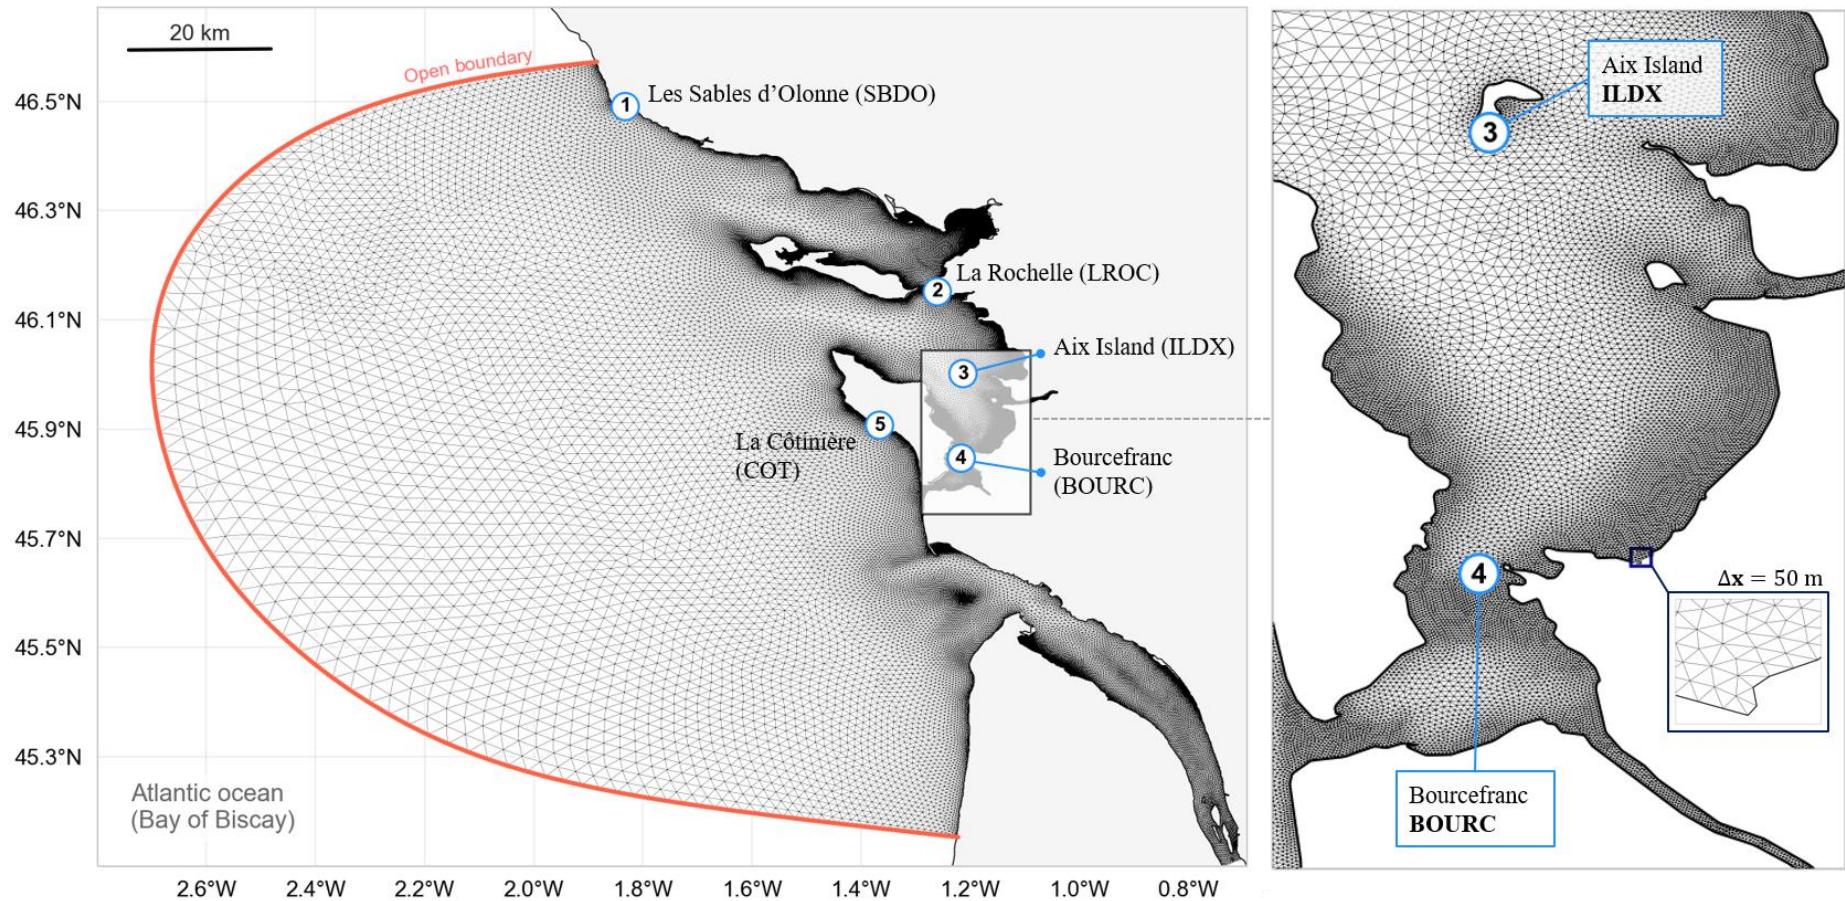 20 km
Open boundary
46.5°N
46.3°N
46.1°N
45.9°N
45.7°N
45.5°N
45.3°N
1
Les Sables d’Olonne (SBDO)
La Rochelle (LROC)
2
Aix Island (ILDX)
3
5
La Côtinière
(COT)
4
Bourcefranc
(BOURC)
Atlantic ocean
(Bay of Biscay)
2.6°W
2.4°W
2.2°W
2.0°W
1.8°W
1.6°W
1.4°W
1.2°W
1.0°W
0.8°W
Aix Island
ILDX
3
4
Δx = 50 m
Bourcefranc
BOURC